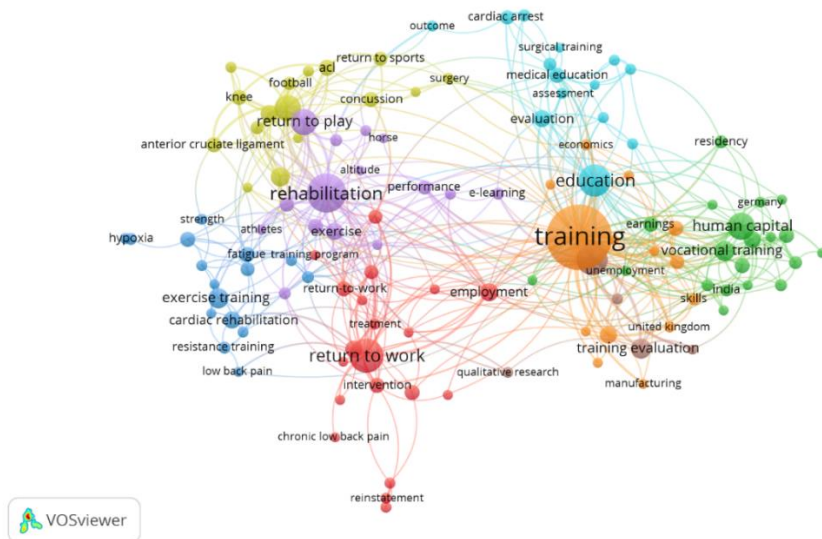 cardiac arrest
outcome
surgical training
return to sports
acl
medical education
football
surgery
knee
concussion
assessment
return to play
evaluation
horse
anterior cruciate ligament
economics
residency
altitude
rehabilitation
performance
e-learning
education
germany
strength
earnings
human capital
hypoxia
athletes
exercise
training
fatigue
training program
vocational training
unemployment
return-to-work
employment
india
exercise training
skills
cardiac rehabilitation
treatment
united kingdom
resistance training
return to work
training evaluation
low back pain
qualitative research
intervention
manufacturing
chronic low back pain
reinstatement
VOSviewer